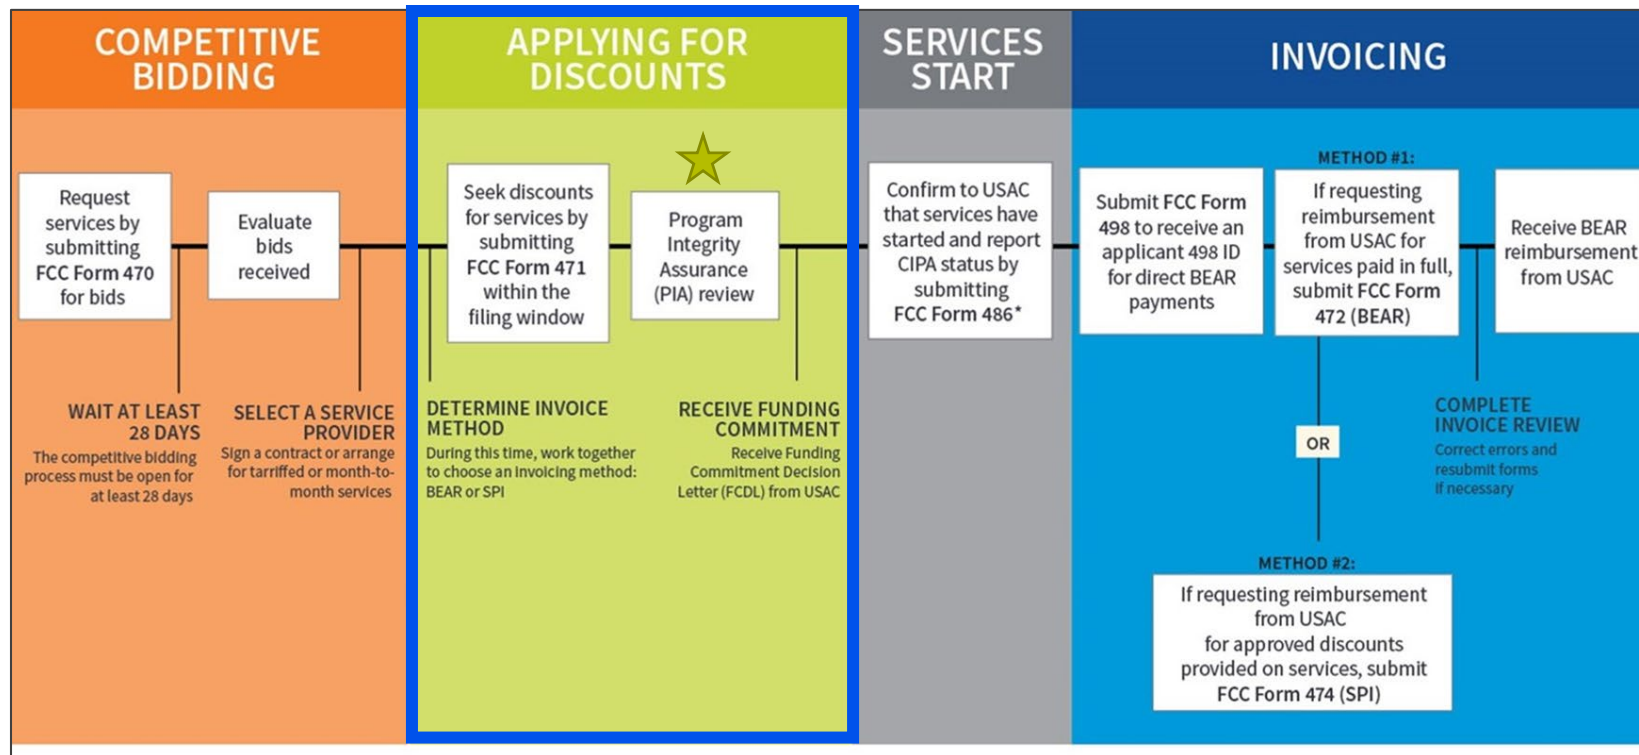 COMPETITIVE
BIDDING
Request
services by
submitting
FCC Form 470
for bids
Evaluate
bids
received
WAIT AT LEAST
28 DAYS
The competitive bidding
process must be open for
at least 28 days
SELECT A SERVICE
PROVIDER
Sign a contract or arrange
for tarriffed or month-to-
month services
APPLYING FOR
DISCOUNTS
Seek discounts
for services by
submitting
FCC Form 471
within the
filing window
Program
Integrity
Assurance
(PIA) review
DETERMINE INVOICE
METHOD
During this time, work together
to choose an invoicing method:
BEAR or SPI
RECEIVE FUNDING
COMMITMENT
Receive Funding
Commitment Decision
Letter (FCDL) from USAC
SERVICES
START
Confirm to USAC
that services have
started and report
CIPA status by
submitting
FCC Form 486*
INVOICING
Submit FCC Form
498 to receive an
applicant 498 ID
for direct BEAR
payments
METHOD #1:
If requesting
reimbursement
from USAC for
services paid in full,
submit FCC Form
472 (BEAR)
Receive BEAR
reimbursement
from USAC
COMPLETE
INVOICE REVIEW
Correct errors and
resubmit forms
If necessary
OR
METHOD #2:
If requesting reimbursement
from USAC
for approved discounts
provided on services, submit
FCC Form 474 (SPI)